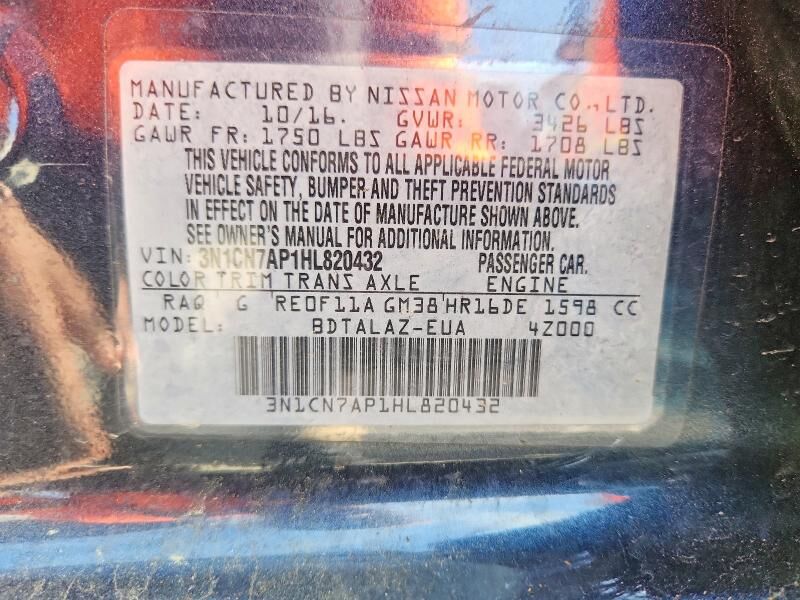 MANUFACTURED BY NISSAN MOTOR CO., LTD.
DATE: 10/16. GVWR: 3426 LBS
GAWR FR: 1750 LBS GAWR RR: 1708 LBS
THIS VEHICLE CONFORMS TO ALL APPLICABLE FEDERAL MOTOR
VEHICLE SAFETY, BUMPER AND THEFT PREVENTION STANDARDS
IN EFFECT ON THE DATE OF MANUFACTURE SHOWN ABOVE.
SEE OWNER'S MANUAL FOR ADDITIONAL INFORMATION.
VIN: 3N1CN7AP1HL820432 PASSENGER CAR.
COLOR TRIM TRANS AXLE ENGINE
RAQ G RE0F11A GM38 HR16DE 1598 CC
MODEL: BDTALAZ-EUA 4Z000
3N1CN7AP1HL820432